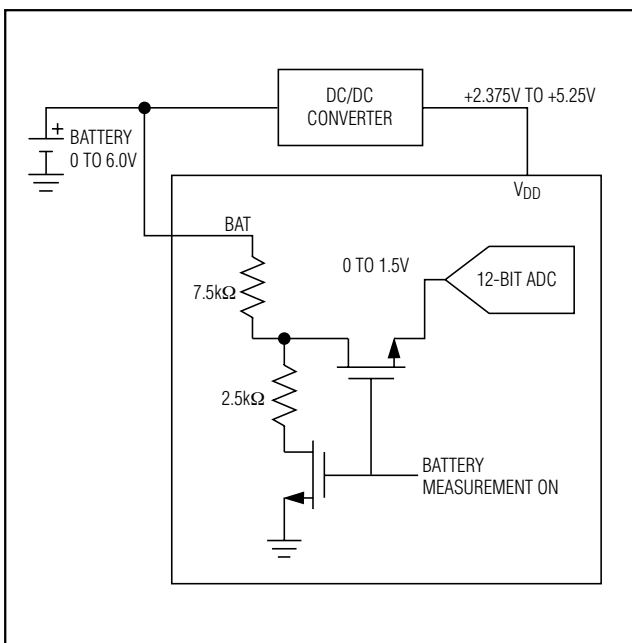 DC/DC
CONVERTER
+2.375V TO +5.25V
+
BATTERY
0 TO 6.0V
VDD
BAT
0 TO 1.5V
12-BIT ADC
7.5kΩ
2.5kΩ
BATTERY
MEASUREMENT ON